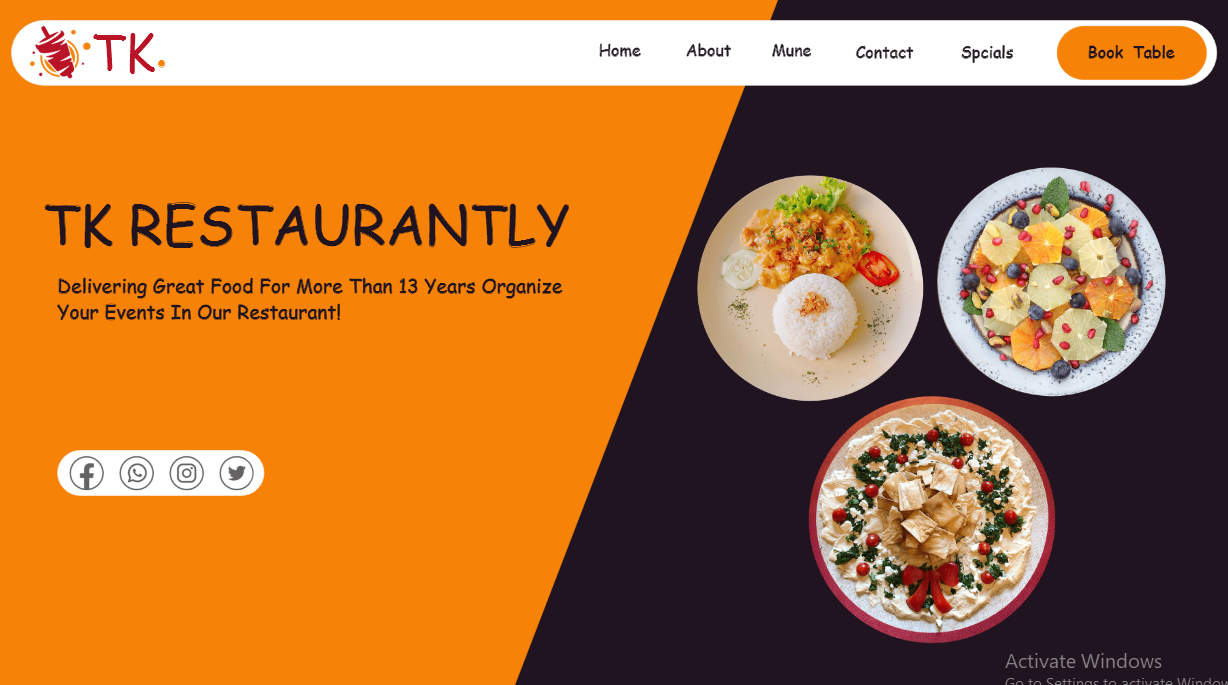 TK.
Home About Mune Contact Spcials Book Table
TK RESTAURANTLY
Delivering Great Food For More Than 13 Years Organize
Your Events In Our Restaurant!
Activate Windows
Go to Settings to activate Window